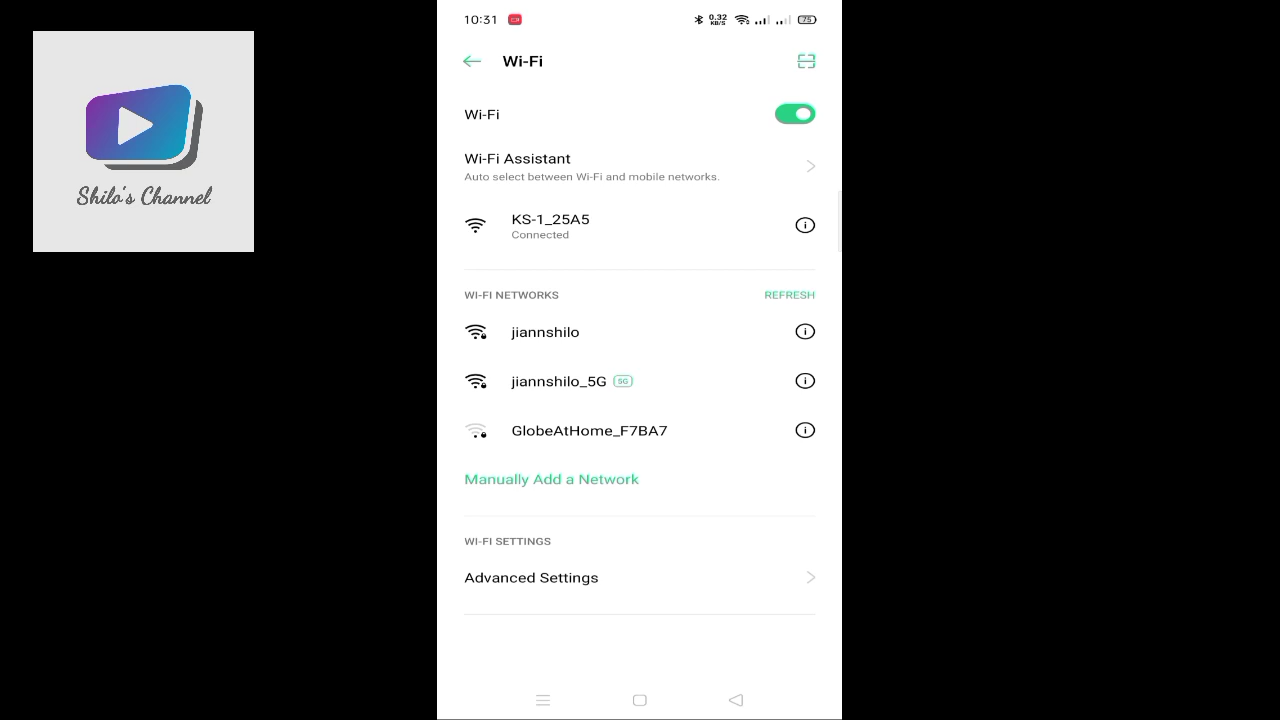 Shilo's Channel
10:31
0.32
KB/S
75
Wi-Fi
Wi-Fi
Wi-Fi Assistant
Auto select between Wi-Fi and mobile networks.
KS-1_25A5
Connected
WI-FI NETWORKS REFRESH
jiannshilo
jiannshilo_5G 5G
GlobeAtHome_F7BA7
Manually Add a Network
WI-FI SETTINGS
Advanced Settings